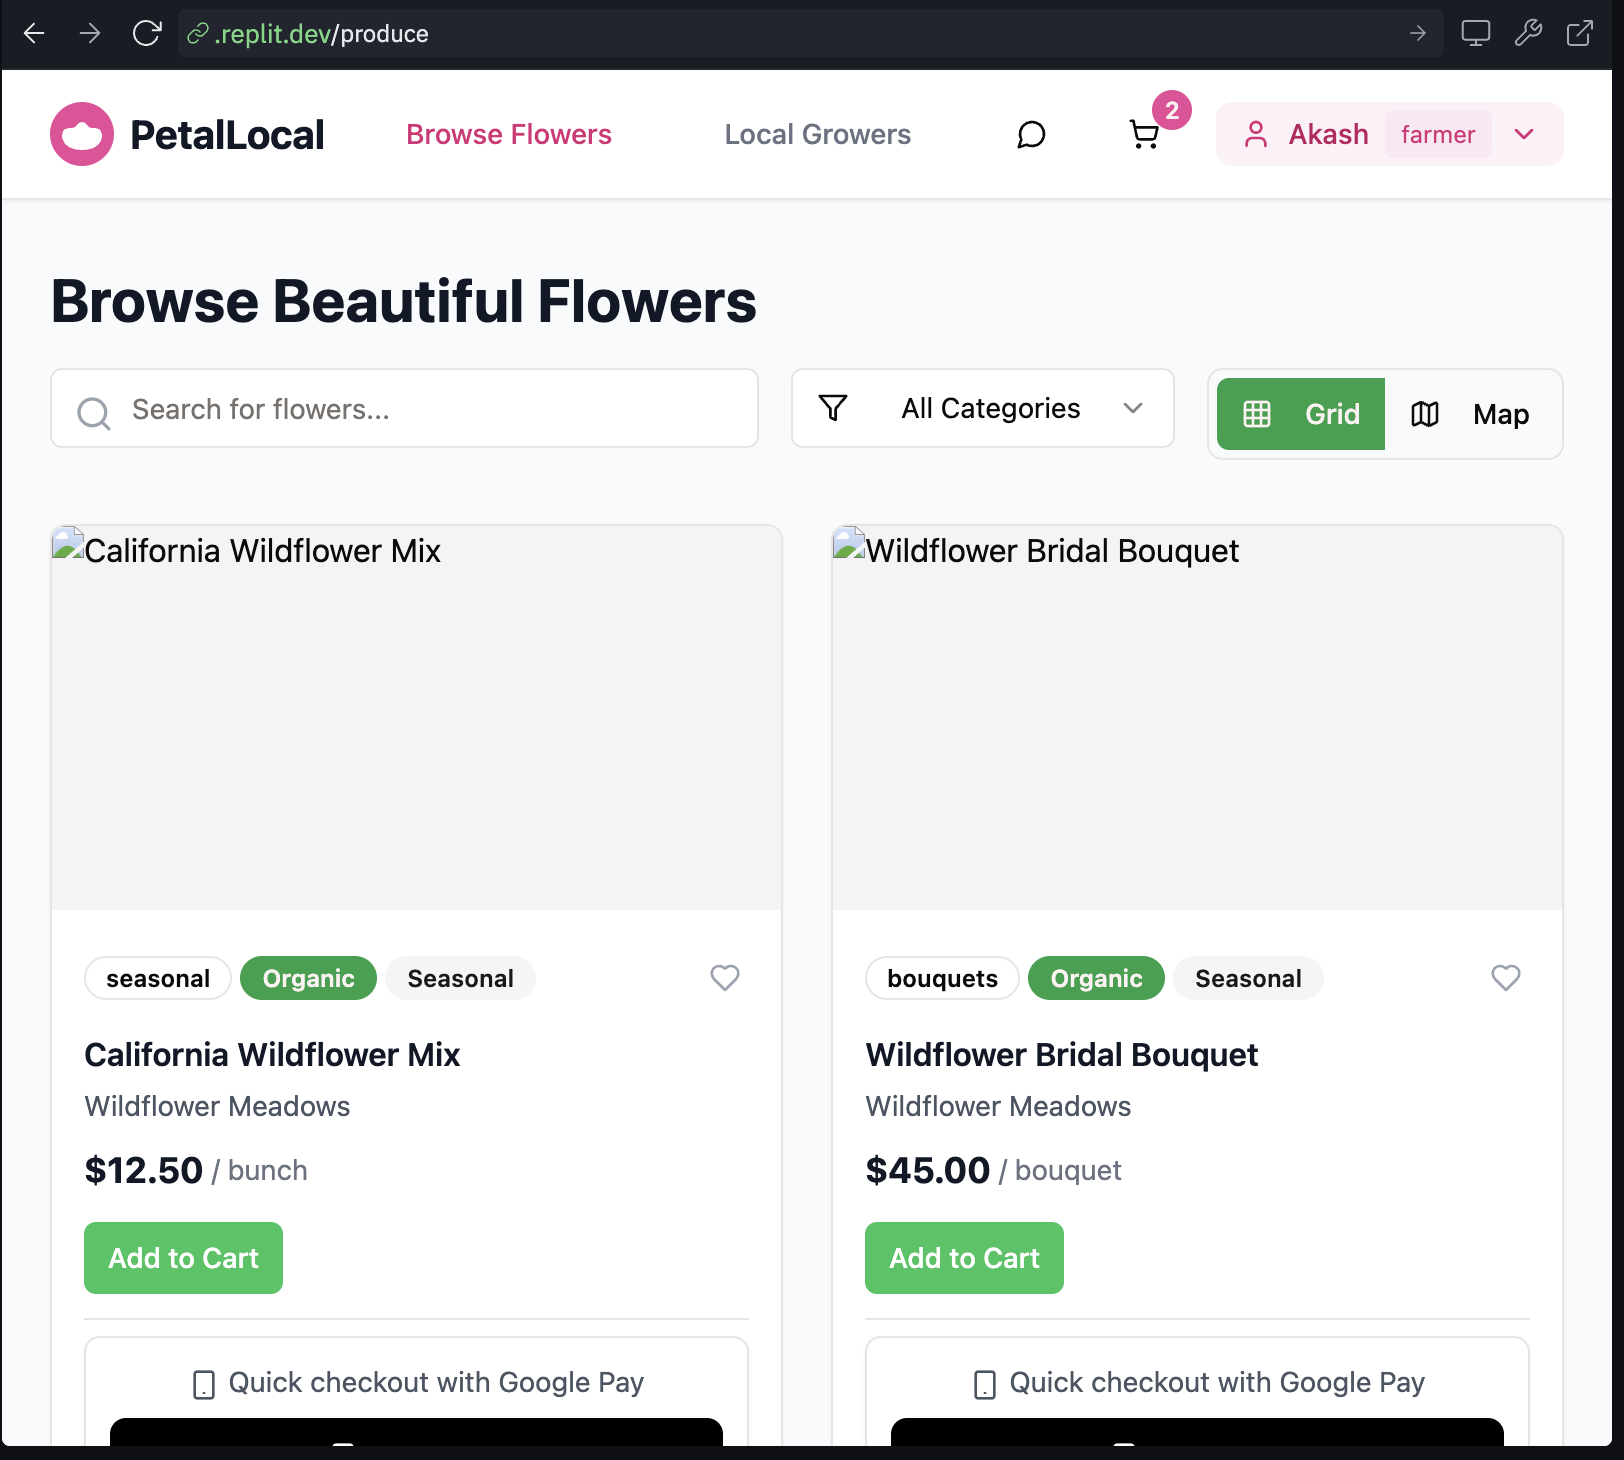 .replit.dev/produce
PetalLocal
Browse Flowers
Local Growers
2
Akash
farmer
Browse Beautiful Flowers
Search for flowers...
All Categories
Grid
Map
California Wildflower Mix
Wildflower Bridal Bouquet
seasonal
Organic
Seasonal
bouquets
Organic
Seasonal
California Wildflower Mix
Wildflower Meadows
$12.50 / bunch
Add to Cart
Quick checkout with Google Pay
Wildflower Bridal Bouquet
Wildflower Meadows
$45.00 / bouquet
Add to Cart
Quick checkout with Google Pay